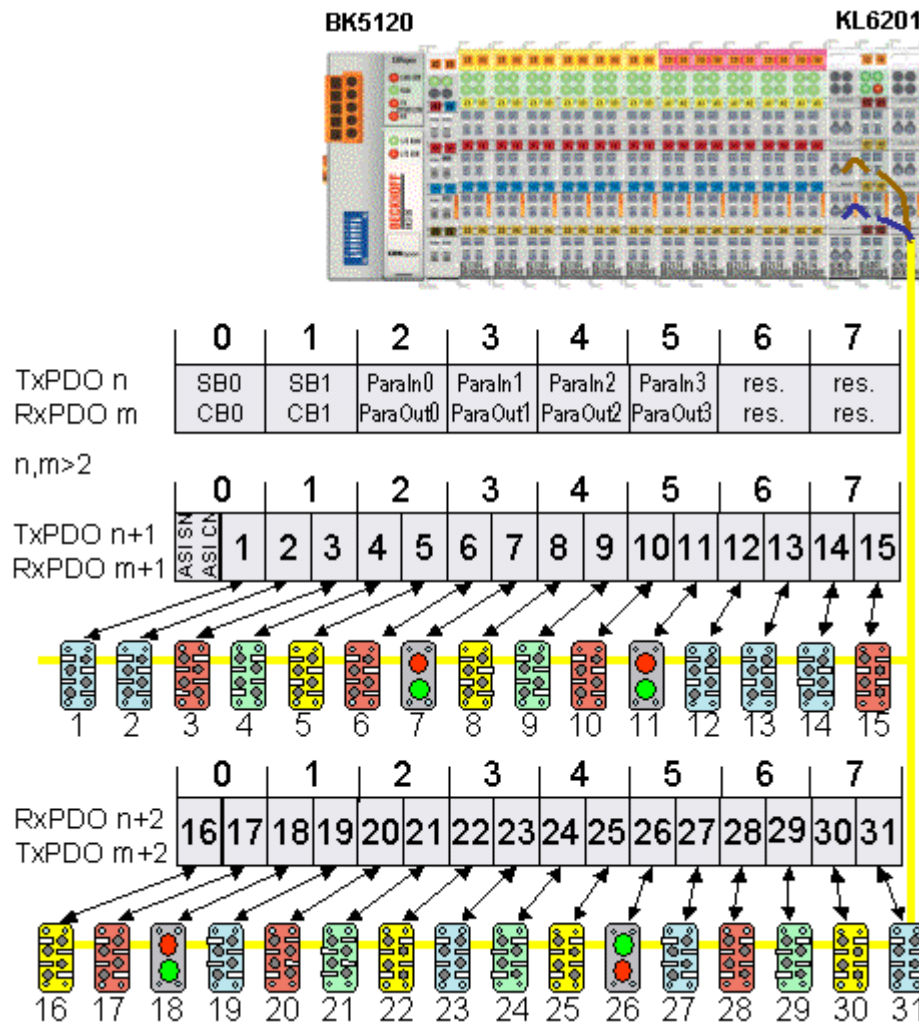 BK5120 KL6201
BECKHOFF
0 1 2 3 4 5 6 7
TxPDO n SB0 SB1 ParaIn0 ParaIn1 ParaIn2 ParaIn3 res. res.
RxPDO m CB0 CB1 ParaOut0 ParaOut1 ParaOut2 ParaOut3 res. res.
n,m>2
0 1 2 3 4 5 6 7
TxPDO n+1
RxPDO m+1
ASI SN
ASI CN
1 2 3 4 5 6 7 8 9 10 11 12 13 14 15
1 2 3 4 5 6 7 8 9 10 11 12 13 14 15
0 1 2 3 4 5 6 7
RxPDO n+2
TxPDO m+2
16 17 18 19 20 21 22 23 24 25 26 27 28 29 30 31
16 17 18 19 20 21 22 23 24 25 26 27 28 29 30 31